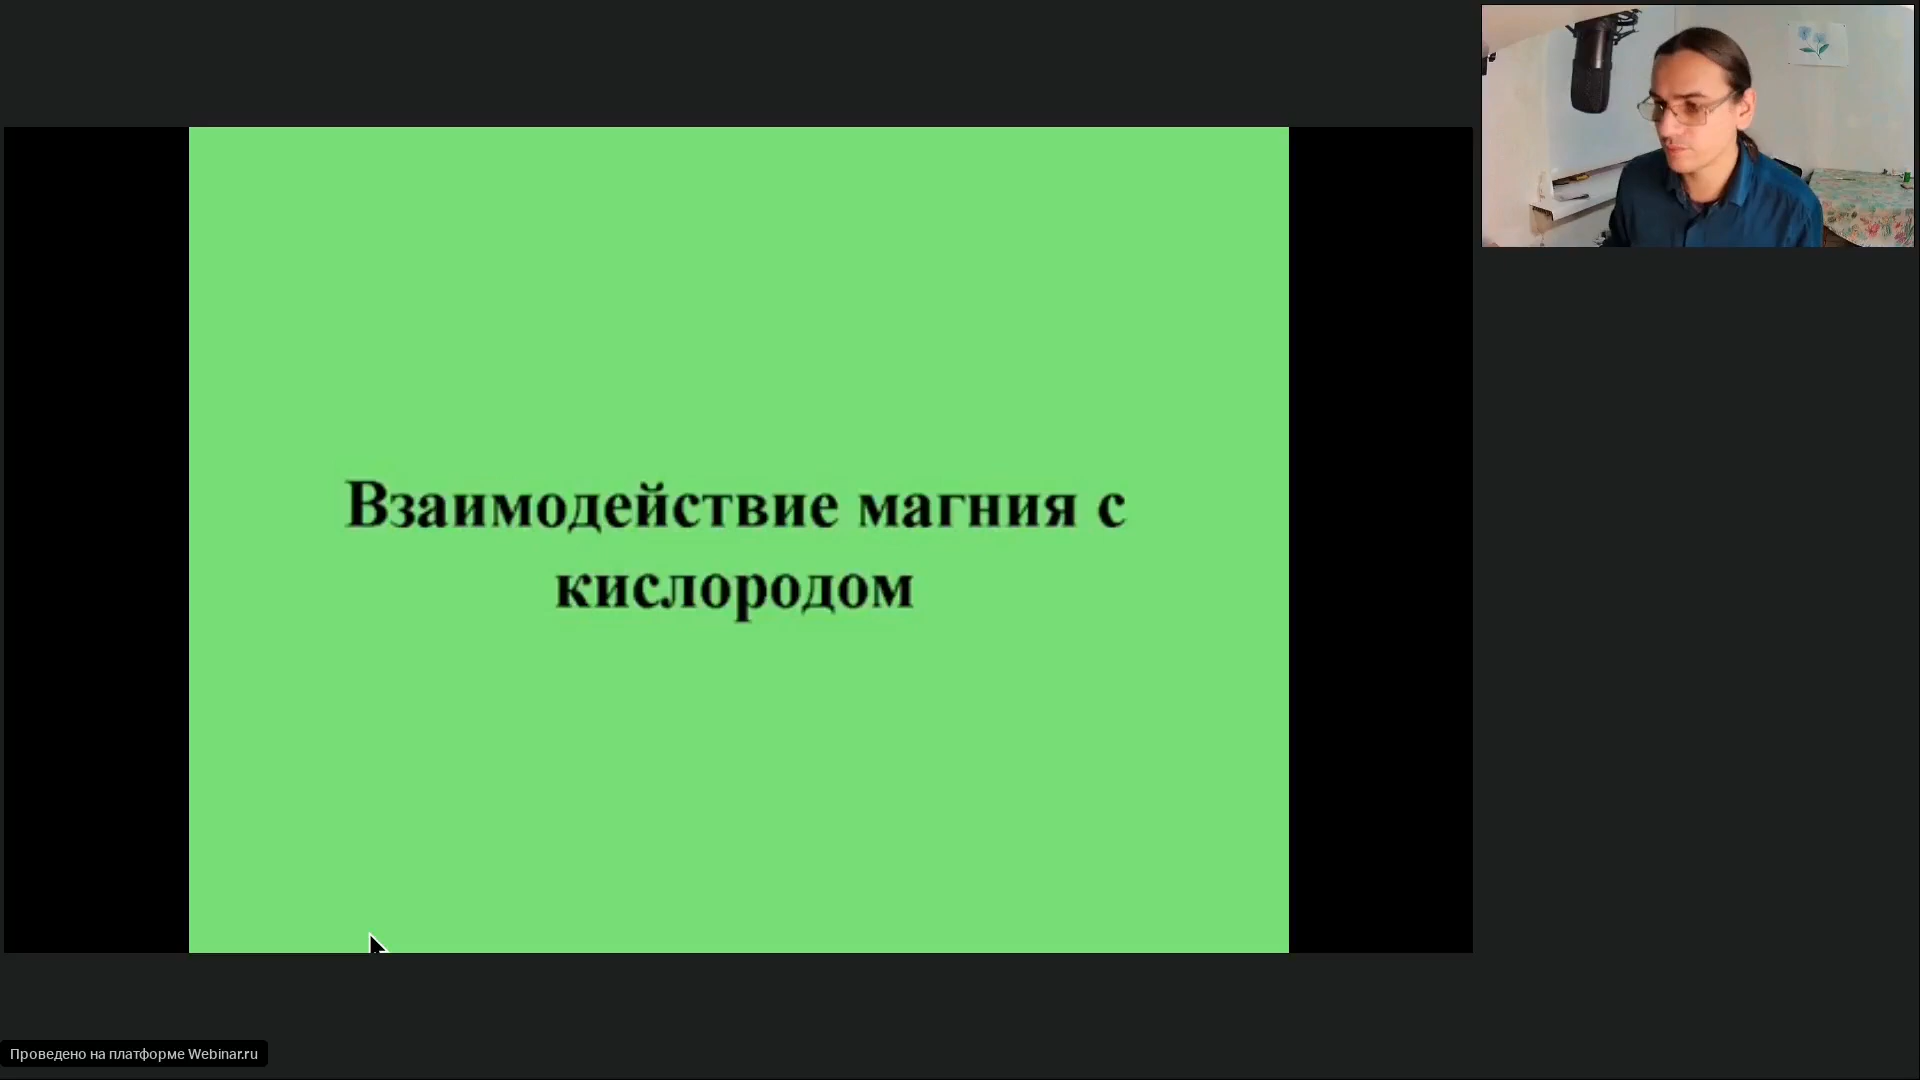 Взаимодействие магния с
кислородом
Проведено на платформе Webinar.ru